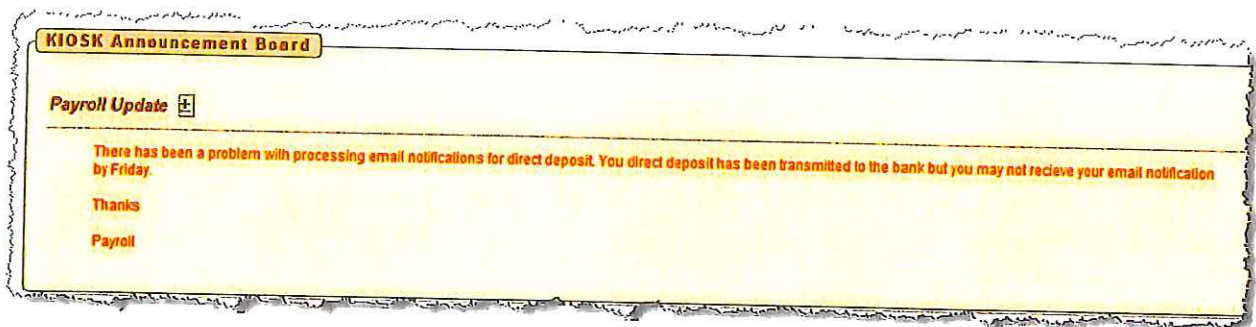 KIOSK Announcement Board
Payroll Update
There has been a problem with processing email notifications for direct deposit. You direct deposit has been transmitted to the bank but you may not recieve your email notification
by Friday.
Thanks
Payroll